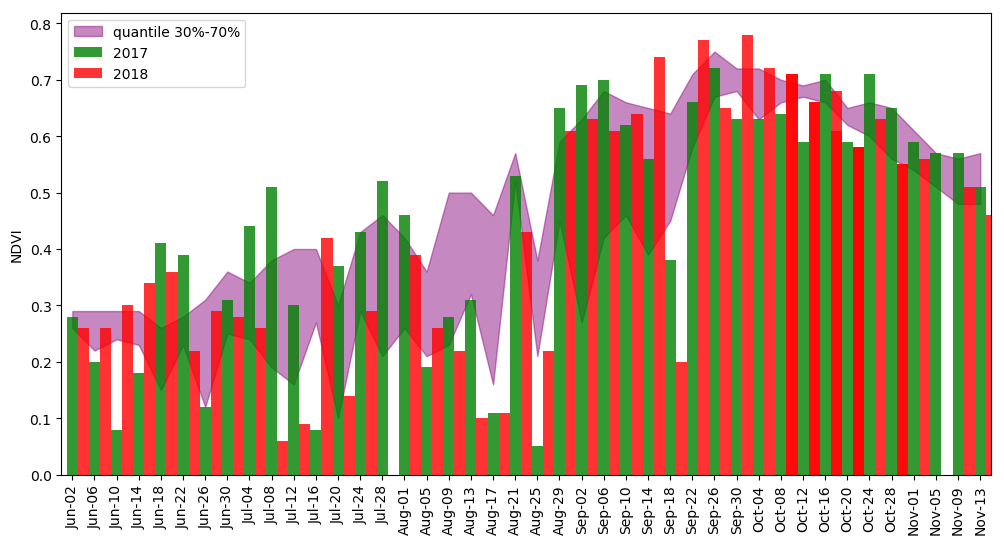 quantile 30%-70%
2017
2018
NDVI
0.8
0.7
0.6
0.5
0.4
0.3
0.2
0.1
0.0
Jun-02
Jun-06
Jun-10
Jun-14
Jun-18
Jun-22
Jun-26
Jun-30
Jul-04
Jul-08
Jul-12
Jul-16
Jul-20
Jul-24
Jul-28
Aug-01
Aug-05
Aug-09
Aug-13
Aug-17
Aug-21
Aug-25
Aug-29
Sep-02
Sep-06
Sep-10
Sep-14
Sep-18
Sep-22
Sep-26
Sep-30
Oct-04
Oct-08
Oct-12
Oct-16
Oct-20
Oct-24
Oct-28
Nov-01
Nov-05
Nov-09
Nov-13